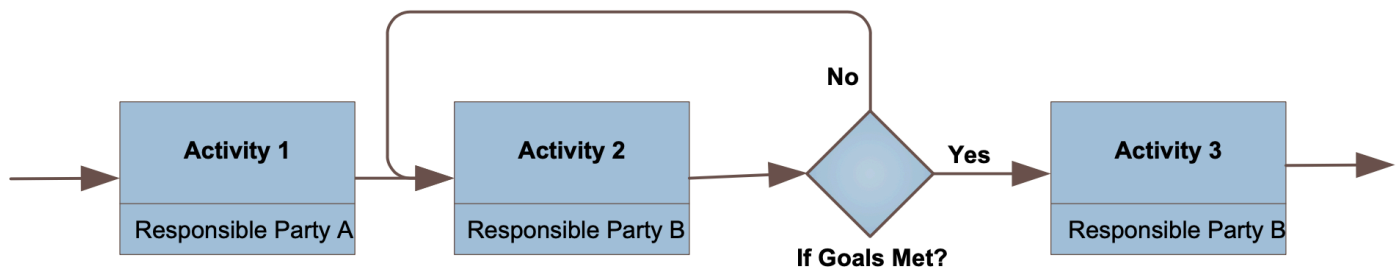 No
Activity 1
Activity 2
Yes
Activity 3
Responsible Party A
Responsible Party B
Responsible Party B
If Goals Met?